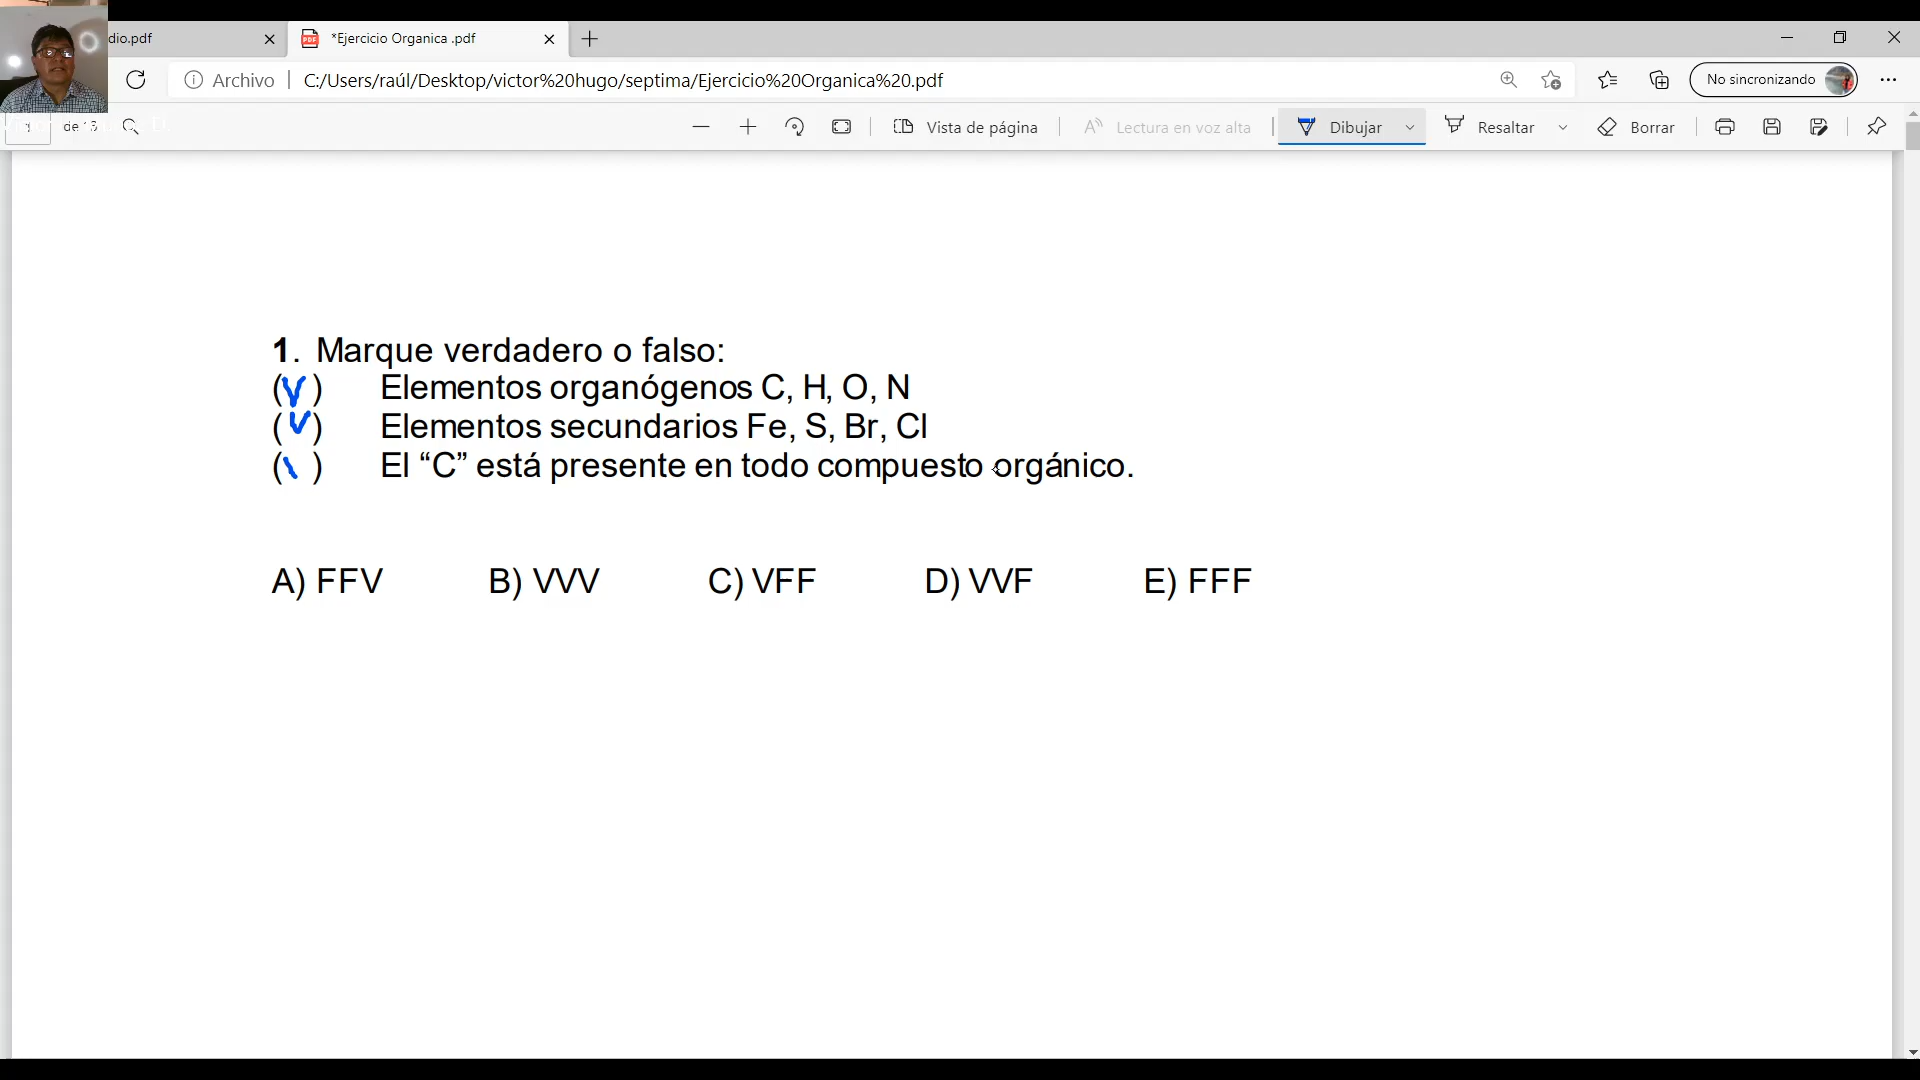 dio.pdf
*Ejercicio Organica .pdf
Archivo C:/Users/raúl/Desktop/victor%20hugo/septima/Ejercicio%20Organica%20.pdf
No sincronizando
Vista de página
Lectura en voz alta
Dibujar
Resaltar
Borrar
1. Marque verdadero o falso:
(V) Elementos organógenos C, H, O, N
(V) Elementos secundarios Fe, S, Br, Cl
(\ ) El “C” está presente en todo compuesto orgánico.
A) FFV B) VVV C) VFF D) VVF E) FFF